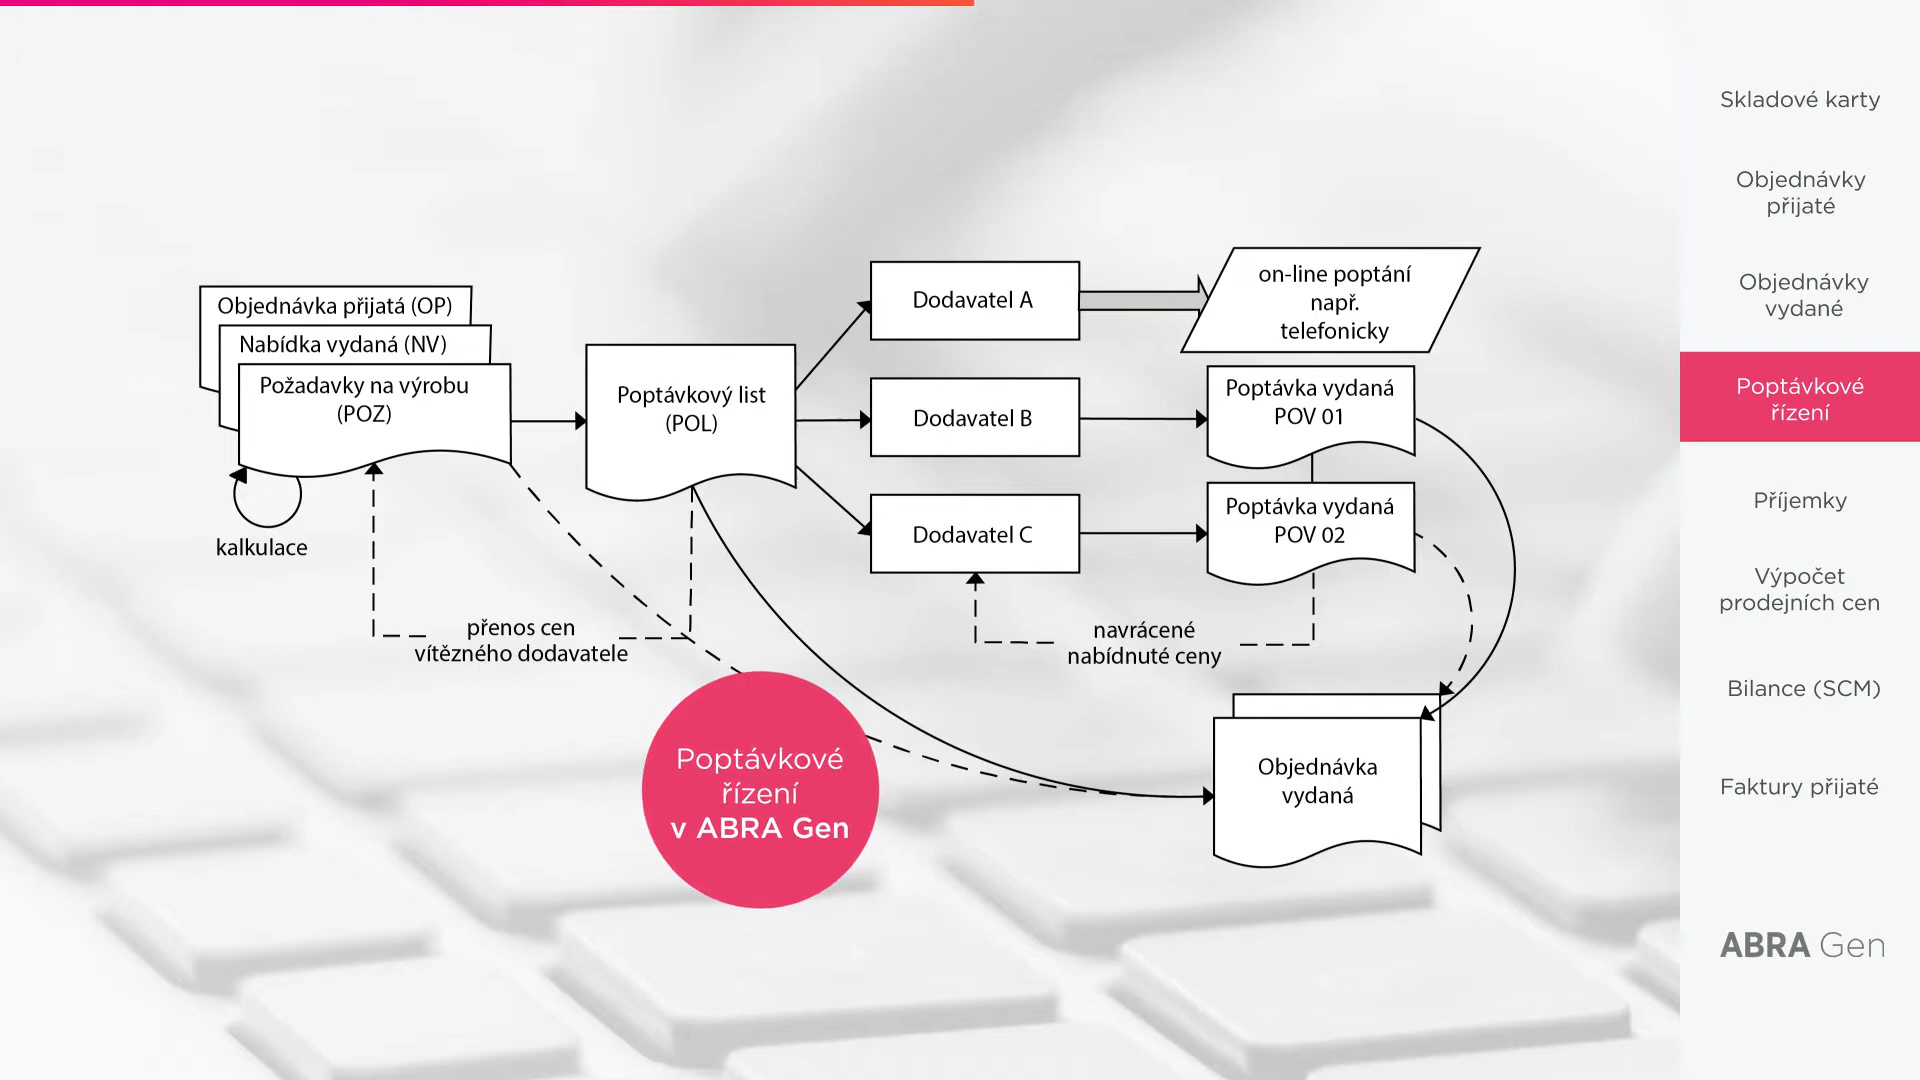 Objednávka přijatá (OP)
Nabídka vydaná (NV)
Požadavky na výrobu
(POZ)
kalkulace
přenos cen
vítězného dodavatele
Poptávkový list
(POL)
Dodavatel A
Dodavatel B
Dodavatel C
on-line poptání
např.
telefonicky
Poptávka vydaná
POV 01
Poptávka vydaná
POV 02
navrácené
nabídnuté ceny
Objednávka
vydaná
Poptávkové
řízení
v ABRA Gen
Skladové karty
Objednávky
přijaté
Objednávky
vydané
Poptávkové
řízení
Příjemky
Výpočet
prodejních cen
Bilance (SCM)
Faktury přijaté
ABRA Gen